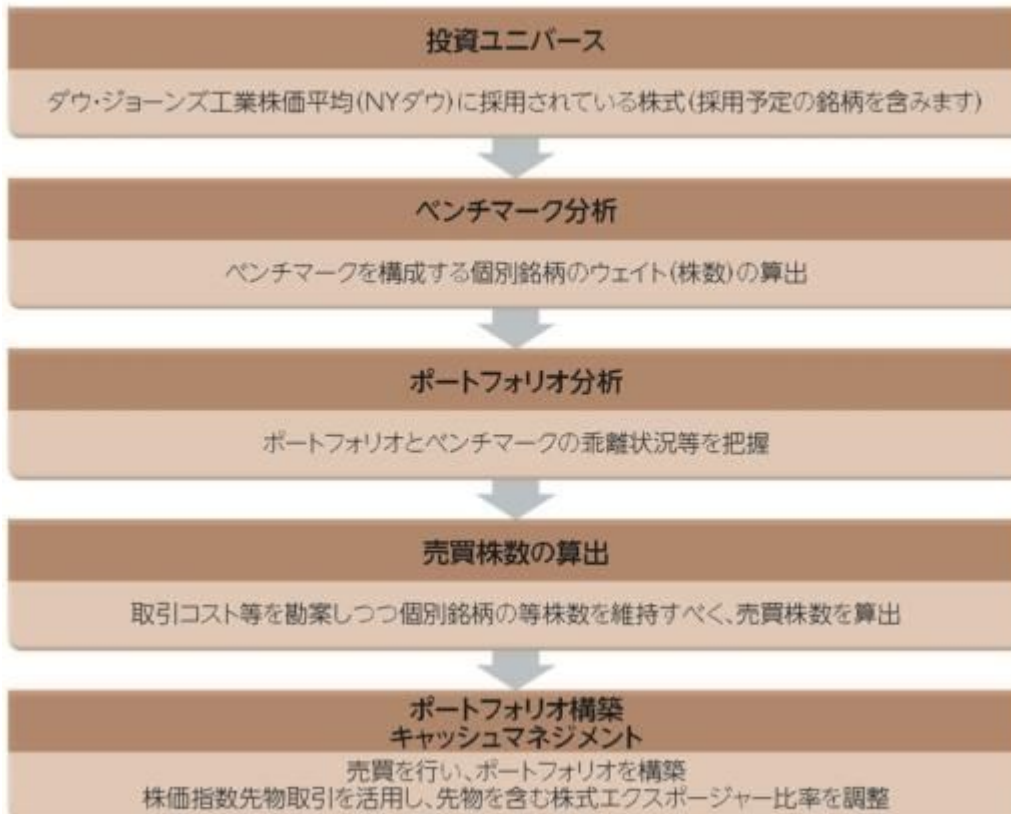 投資ユニバース
ダウ・ジョーンズ工業株価平均(NYダウ)に採用されている株式(採用予定の銘柄を含みます)
ベンチマーク分析
ベンチマークを構成する個別銘柄のウェイト(株数)の算出
ポートフォリオ分析
ポートフォリオとベンチマークの乖離状況等を把握
売買株数の算出
取引コスト等を勘案しつつ個別銘柄の等株数を維持すべく、売買株数を算出
ポートフォリオ構築
キャッシュマネジメント
売買を行い、ポートフォリオを構築
株価指数先物取引を活用し、先物を含む株式エクスポージャー比率を調整